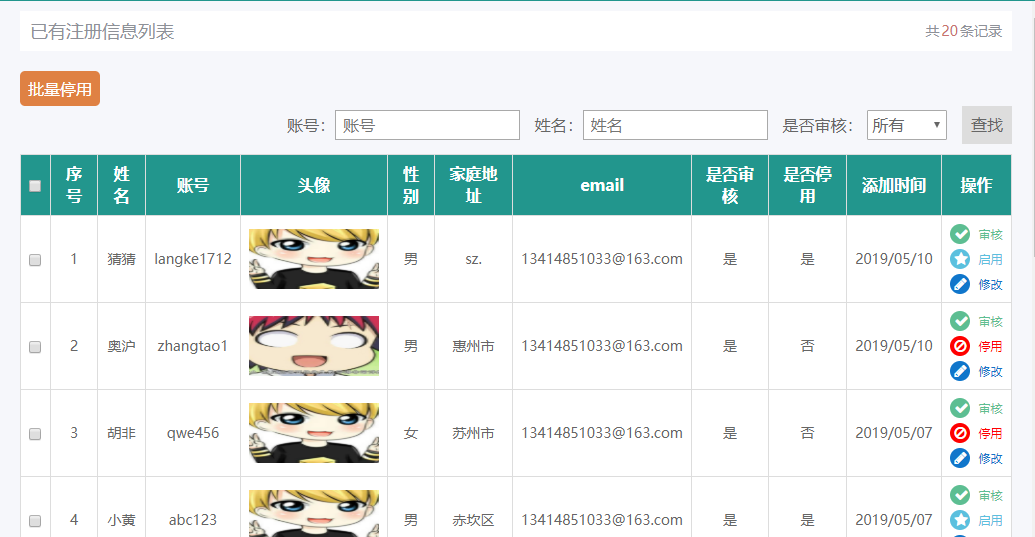 已有注册信息列表 共20条记录
批量停用
账号: 账号 姓名: 姓名 是否审核: 所有 查找
序号 姓名 账号 头像 性别 家庭地址 email 是否审核 是否停用 添加时间 操作
1 猜猜 langke1712 男 sz. 13414851033@163.com 是 是 2019/05/10 审核
启用
修改
2 奥沪 zhangtao1 男 惠州市 13414851033@163.com 是 否 2019/05/10 审核
停用
修改
3 胡非 qwe456 女 苏州市 13414851033@163.com 是 否 2019/05/07 审核
停用
修改
4 小黄 abc123 男 赤坎区 13414851033@163.com 是 是 2019/05/07 审核
启用